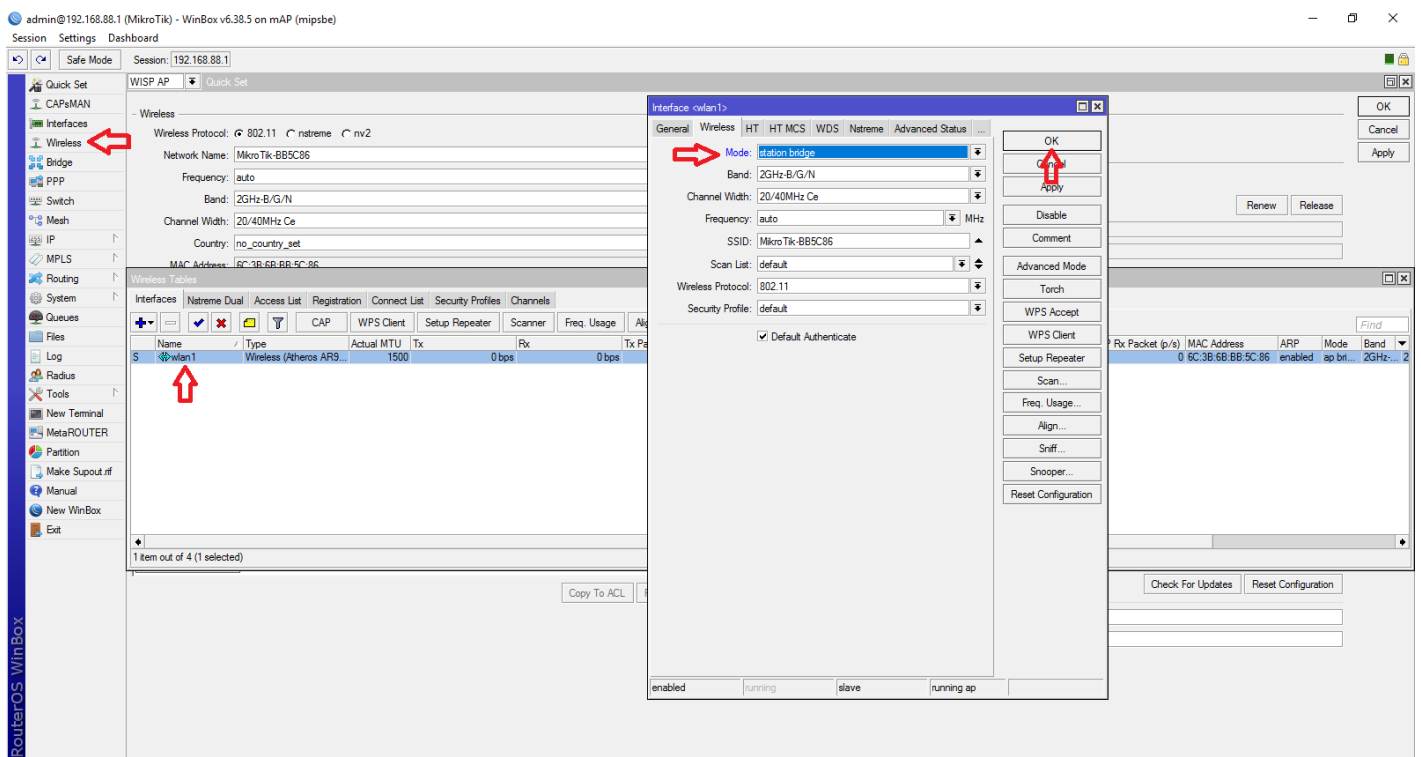 admin@192.168.88.1 (MikroTik) - WinBox v6.38.5 on mAP (mipsbe)
Session Settings Dashboard
Safe Mode Session: 192.168.88.1
Quick Set
CAPsMAN
Interfaces
Wireless
Bridge
PPP
Switch
Mesh
IP
MPLS
Routing
System
Queues
Files
Log
Radius
Tools
New Terminal
MetaROUTER
Partition
Make Supout.rif
Manual
New WinBox
Exit
RouterOS WinBox
WISP AP Quick Set
Wireless
Wireless Protocol: 802.11 nstreme nv2
Network Name: MikroTik-BB5C86
Frequency: auto
Band: 2GHz-B/G/N
Channel Width: 20/40MHz Ce
Country: no_country_set
MAC Address: 6C:3B:6B:BB:5C:86
OK
Cancel
Apply
Renew Release
Wireless Tables
Interfaces Nstreme Dual Access List Registration Connect List Security Profiles Channels
CAP WPS Client Setup Repeater Scanner Freq. Usage
Find
Name / Type Actual MTU Tx Rx Tx Pa Rx Packet (p/s) MAC Address ARP Mode Band
S wlan1 Wireless (Atheros AR9... 1500 0 bps 0 bps 0 6C:3B:6B:BB:5C:86 enabled ap bri... 2GHz-... 2
1 item out of 4 (1 selected)
Copy To ACL
Check For Updates Reset Configuration
Interface <wlan1>
General Wireless HT HT MCS WDS Nstreme Advanced Status ...
Mode: station bridge
Band: 2GHz-B/G/N
Channel Width: 20/40MHz Ce
Frequency: auto MHz
SSID: MikroTik-BB5C86
Scan List: default
Wireless Protocol: 802.11
Security Profile: default
Default Authenticate
OK
Cancel
Apply
Disable
Comment
Advanced Mode
Torch
WPS Accept
WPS Client
Setup Repeater
Scan...
Freq. Usage...
Align...
Sniff...
Snooper...
Reset Configuration
enabled running slave running ap